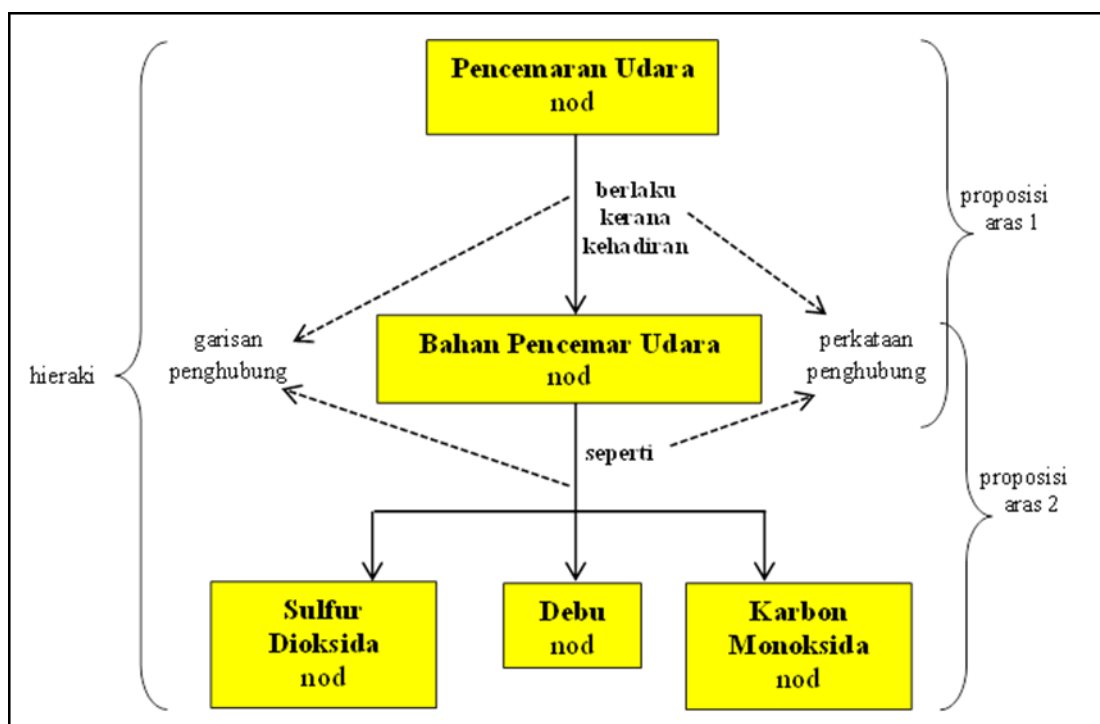 Pencemaran Udara
nod
berlaku
kerana
kehadiran
proposisi
aras 1
garisan
penghubung
Bahan Pencemar Udara
nod
perkataan
penghubung
hieraki
seperti
proposisi
aras 2
Sulfur
Dioksida
nod
Debu
nod
Karbon
Monoksida
nod